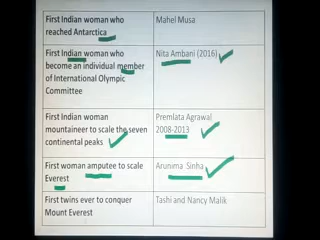 First Indian woman who
reached Antarctica
Mahel Musa
First Indian woman who
become an individual member
of International Olympic
Committee
Nita Ambani (2016)
First Indian woman
mountaineer to scale the seven
continental peaks
Premlata Agrawal
2008-2013
First woman amputee to scale
Everest
Arunima Sinha
First twins ever to conquer
Mount Everest
Tashi and Nancy Malik